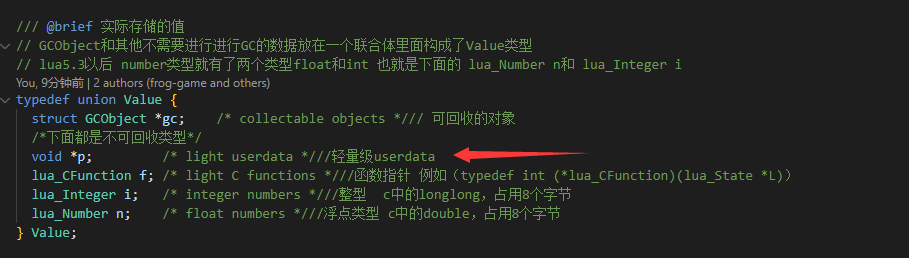 /// @brief 实际存储的值
// GCObject和其他不需要进行进行GC的数据放在一个联合体里面构成了Value类型
// lua5.3以后 number类型就有了两个类型float和int 也就是下面的 lua_Number n和 lua_Integer i
You, 9分钟前 | 2 authors (frog-game and others)
typedef union Value {
struct GCObject *gc; /* collectable objects *//// 可回收的对象
/*下面都是不可回收类型*/
void *p; /* light userdata *////轻量级userdata
lua_CFunction f; /* light C functions *////函数指针 例如（typedef int (*lua_CFunction)(lua_State *L)）
lua_Integer i; /* integer numbers *////整型 c中的longlong，占用8个字节
lua_Number n; /* float numbers *////浮点类型 c中的double，占用8个字节
} Value;